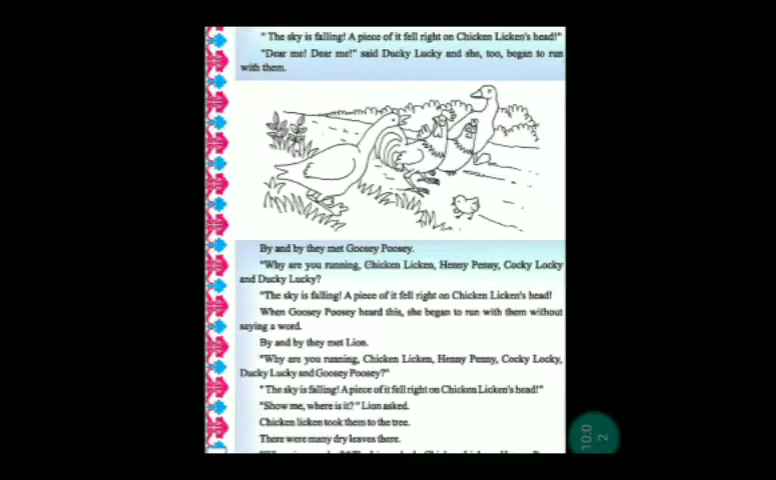 " The sky is falling! A piece of it fell right on Chicken Licken's head!"
"Dear me! Dear me!" said Ducky Lucky and she, too, began to run
with them.
By and by they met Goosey Poosey.
"Why are you running, Chicken Licken, Henny Penny, Cocky Locky
and Ducky Lucky?
"The sky is falling! A piece of it fell right on Chicken Licken's head!
When Goosey Poosey heard this, she began to run with them without
saying a word.
By and by they met Lion.
"Why are you running, Chicken Licken, Henny Penny, Cocky Locky,
Ducky Lucky and Goosey Poosey?"
" The sky is falling! A piece of it fell right on Chicken Licken's head!"
"Show me, where is it? " Lion asked.
Chicken licken took them to the tree.
There were many dry leaves there.
10:0
2